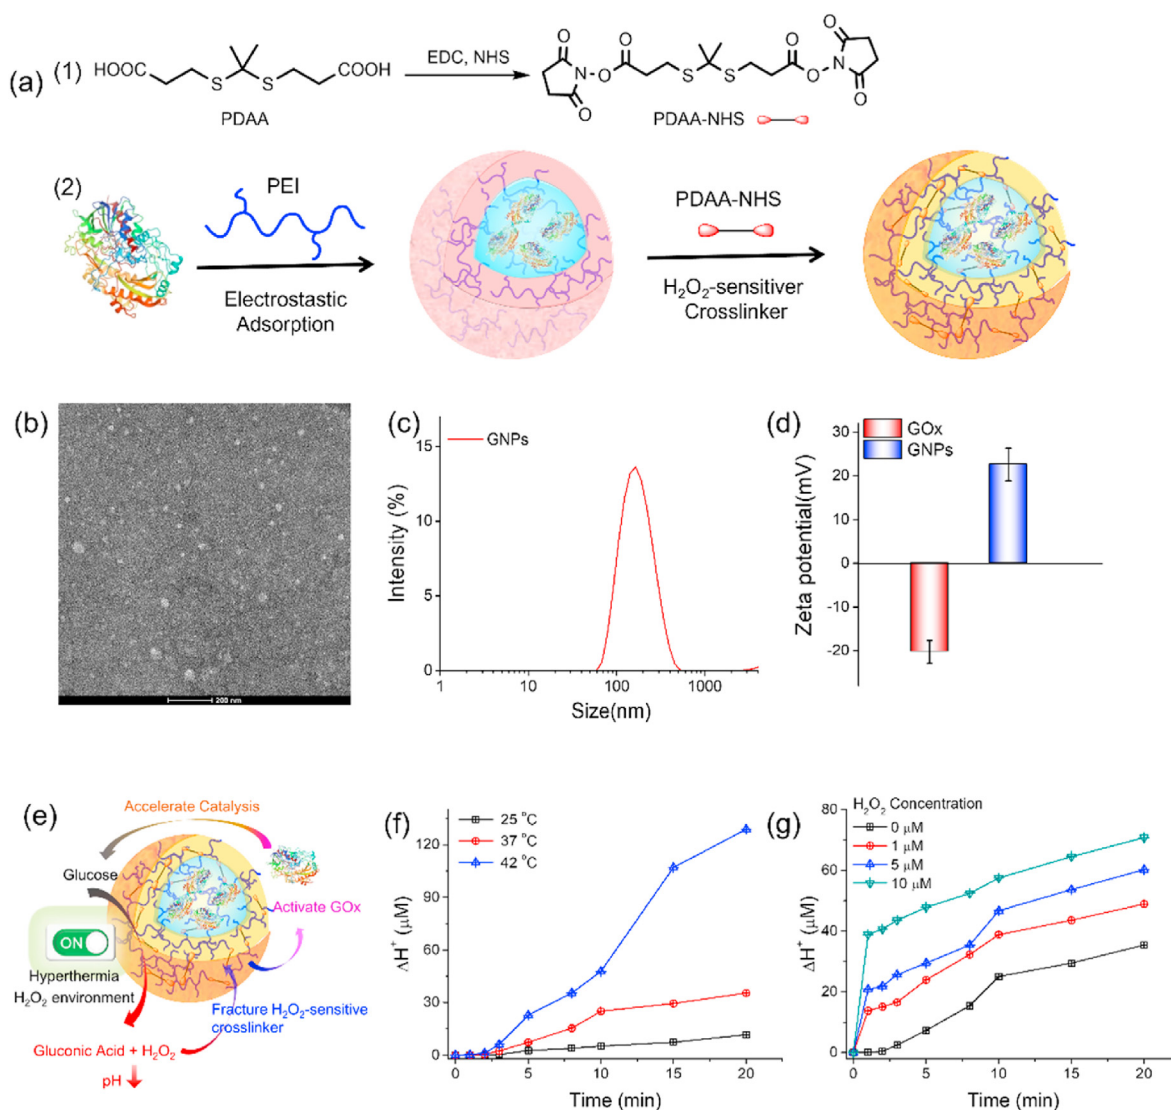 (a) (1)
HOOC
S
S
COOH
PDAA
EDC, NHS
O
N
O
O
O
S
S
O
O
N
O
O
PDAA-NHS
(2)
PEI
Electrostastic
Adsorption
PDAA-NHS
H₂O₂-sensitiver
Crosslinker
(b)
200 nm
(c)
GNPs
15
10
5
0
Intensity (%)
1
10
100
1000
Size(nm)
(d)
GOx
GNPs
30
20
10
0
-10
-20
Zeta potential(mV)
(e)
Accelerate Catalysis
Glucose
Activate GOx
ON
Hyperthermia
H₂O₂ environment
Fracture H₂O₂-sensitive
crosslinker
Gluconic Acid + H₂O₂
pH
(f)
25 °C
37 °C
42 °C
120
90
60
30
0
ΔH⁺ (μM)
0
5
10
15
20
Time (min)
(g)
H₂O₂ Concentration
0 μM
1 μM
5 μM
10 μM
80
60
40
20
0
ΔH⁺ (μM)
0
5
10
15
20
Time (min)